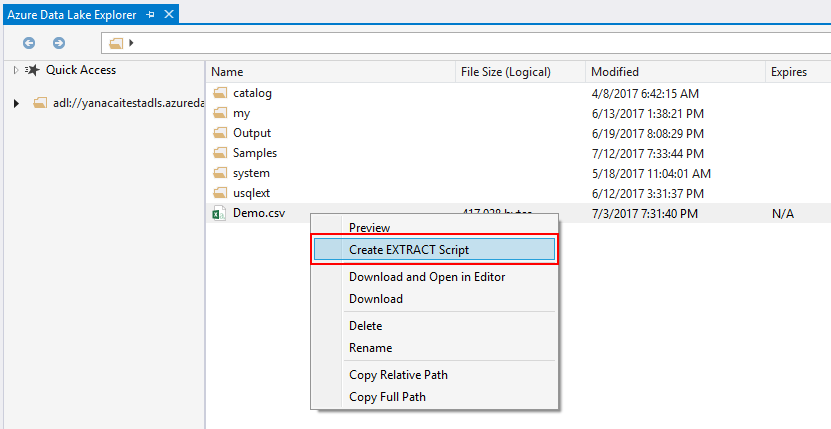 Azure Data Lake Explorer
Quick Access
adl://yanacaitestadls.azureda
Name File Size (Logical) Modified Expires
catalog 4/8/2017 6:42:15 AM
my 6/13/2017 1:38:21 PM
Output 6/19/2017 8:08:29 PM
Samples 7/12/2017 7:33:44 PM
system 5/18/2017 11:04:01 AM
usqlext 6/12/2017 3:31:37 PM
Demo.csv 7/3/2017 7:31:40 PM N/A
Preview
Create EXTRACT Script
Download and Open in Editor
Download
Delete
Rename
Copy Relative Path
Copy Full Path